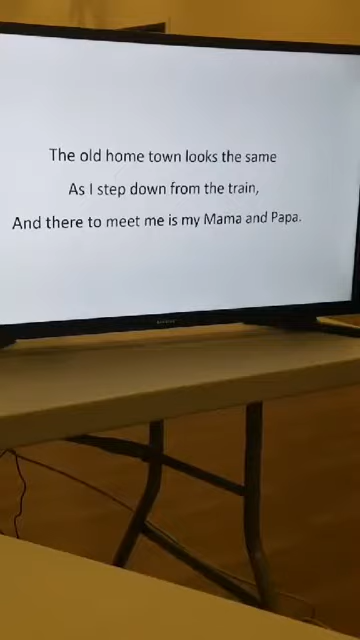 The old home town looks the same
As I step down from the train,
And there to meet me is my Mama and Papa.